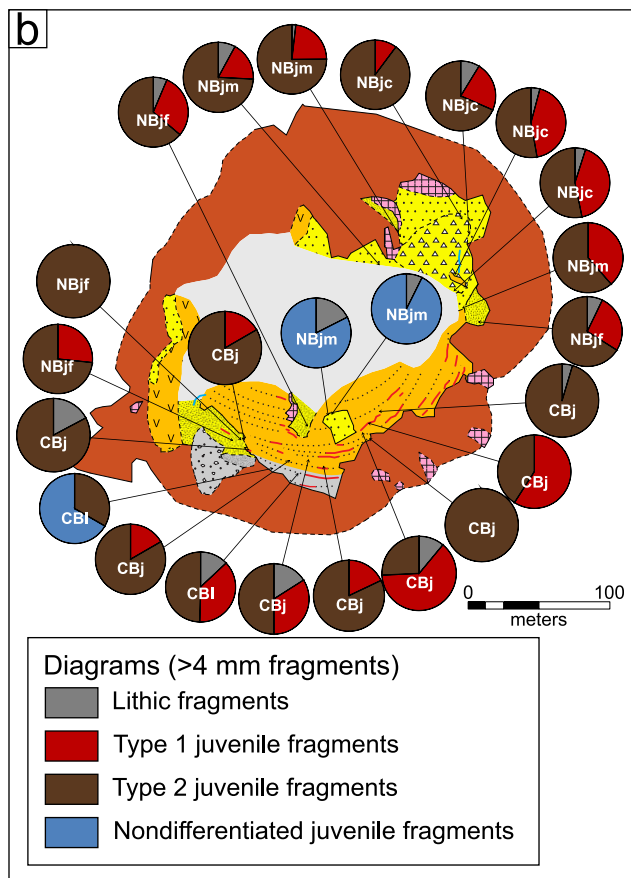 b
NBjm
NBjm
NBjc
NBjf
NBjc
NBjc
NBjc
NBjm
NBjf
NBjf
NBjm
NBjm
CBj
NBjf
CBj
CBj
CBj
CBl
CBj
CBj
CBl
CBj
CBj
CBj
0 100
meters
Diagrams (>4 mm fragments)
Lithic fragments
Type 1 juvenile fragments
Type 2 juvenile fragments
Nondifferentiated juvenile fragments
V
V
V
V
V